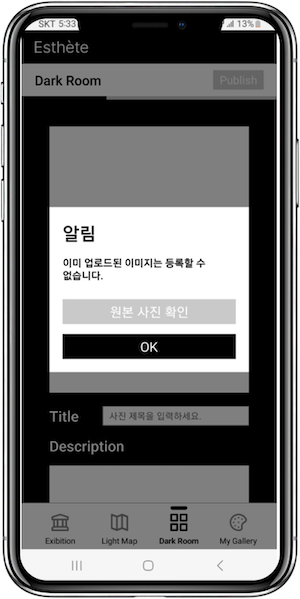 SKT 5:33 13%
Esthète
Dark Room Publish
알림
이미 업로드된 이미지는 등록할 수
없습니다.
원본 사진 확인
OK
Title 사진 제목을 입력하세요.
Description
Exibition Light Map Dark Room My Gallery